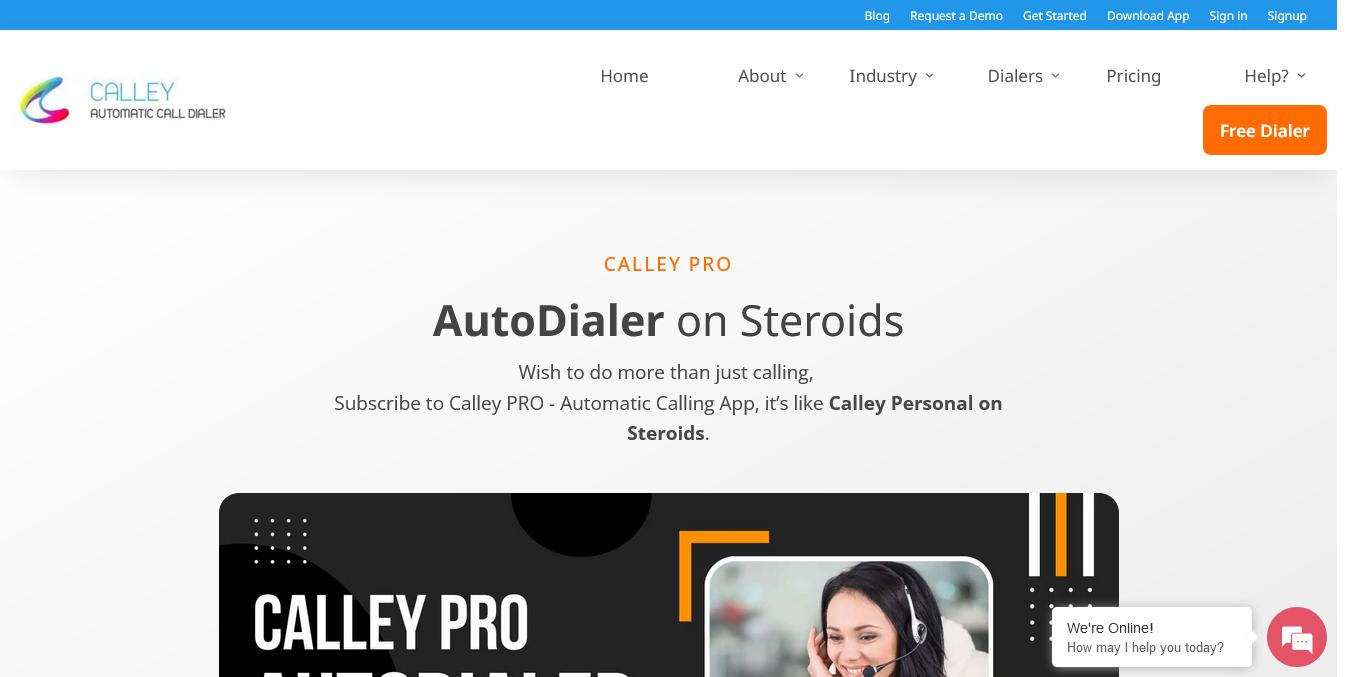 Blog Request a Demo Get Started Download App Sign in Signup
CALLEY
AUTOMATIC CALL DIALER
Home About Industry Dialers Pricing Help?
Free Dialer
CALLEY PRO
AutoDialer on Steroids
Wish to do more than just calling,
Subscribe to Calley PRO - Automatic Calling App, it’s like Calley Personal on
Steroids.
CALLEY PRO
AUTODIALER
We're Online!
How may I help you today?